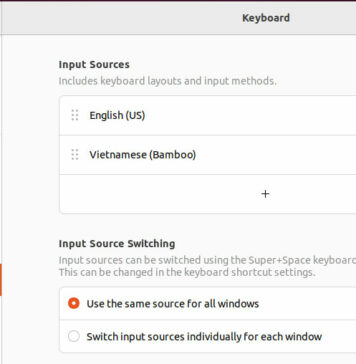 Keyboard
Input Sources
Includes keyboard layouts and input methods.
English (US)
Vietnamese (Bamboo)
+
Input Source Switching
Input sources can be switched using the Super+Space keyboard
This can be changed in the keyboard shortcut settings.
Use the same source for all windows
Switch input sources individually for each window